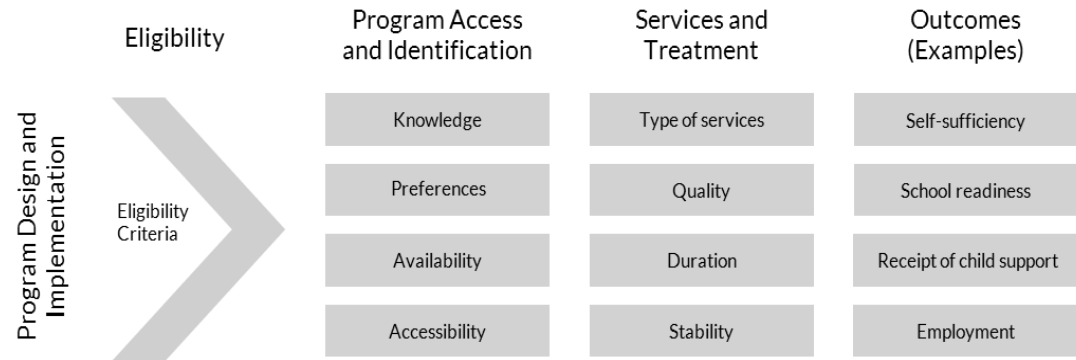 Eligibility
Program Access
and Identification
Services and
Treatment
Outcomes
(Examples)
Program Design and
Implementation
Eligibility
Criteria
Knowledge
Type of services
Self-sufficiency
Preferences
Quality
School readiness
Availability
Duration
Receipt of child support
Accessibility
Stability
Employment